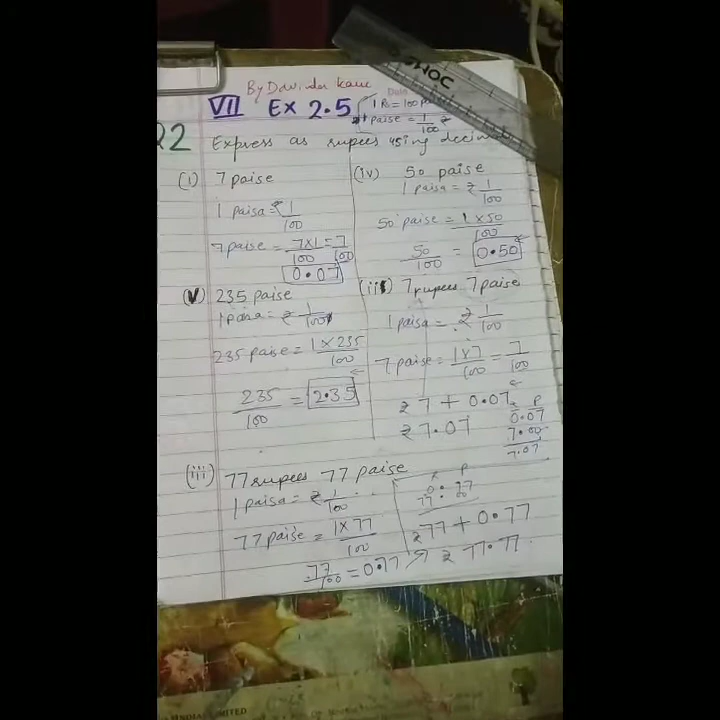 By Davinder Kaur
VII Ex 2.5
1 Rs = 100 pa
1 paise = 1/100 ₹
Q2 Express as rupees using decimals
(i) 7 paise
1 paisa = ₹ 1/100
7 paise = 7×1/100 = 7/100
0.07
(iv) 50 paise
1 paisa = ₹ 1/100
50 paise = 1 × 50/100
50/100 = 0.50
(V) 235 paise
1 paisa = ₹ 1/100
235 paise = 1 × 235/100
235/100 = 2.35
(ii) 7 rupees 7 paise
1 paisa = ₹ 1/100
7 paise = 1×7/100 = 7/100
₹ 7 + 0.07
₹ 7.07
₹ P
0.07
7.00
7.07
(iii) 77 rupees 77 paise
1 paisa = ₹ 1/100
77 paise = 1 × 77/100
77/100 = 0.77
₹ P
0.77
77.00
₹ 77 + 0.77
₹ 77.77